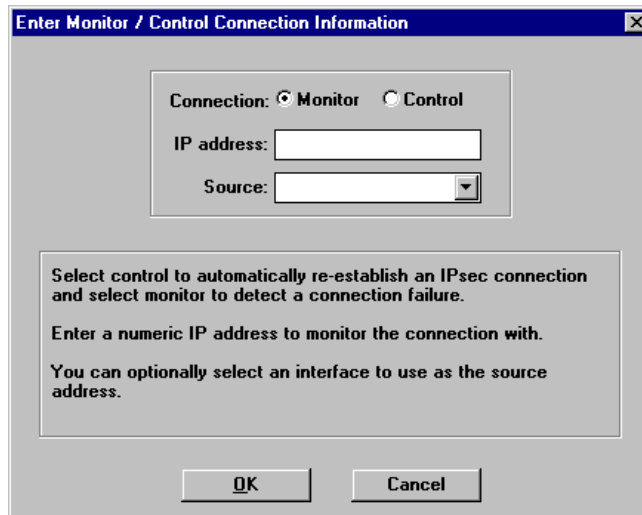 Enter Monitor / Control Connection Information
Connection: Monitor Control
IP address:
Source:
Select control to automatically re-establish an IPsec connection
and select monitor to detect a connection failure.
Enter a numeric IP address to monitor the connection with.
You can optionally select an interface to use as the source
address.
OK Cancel